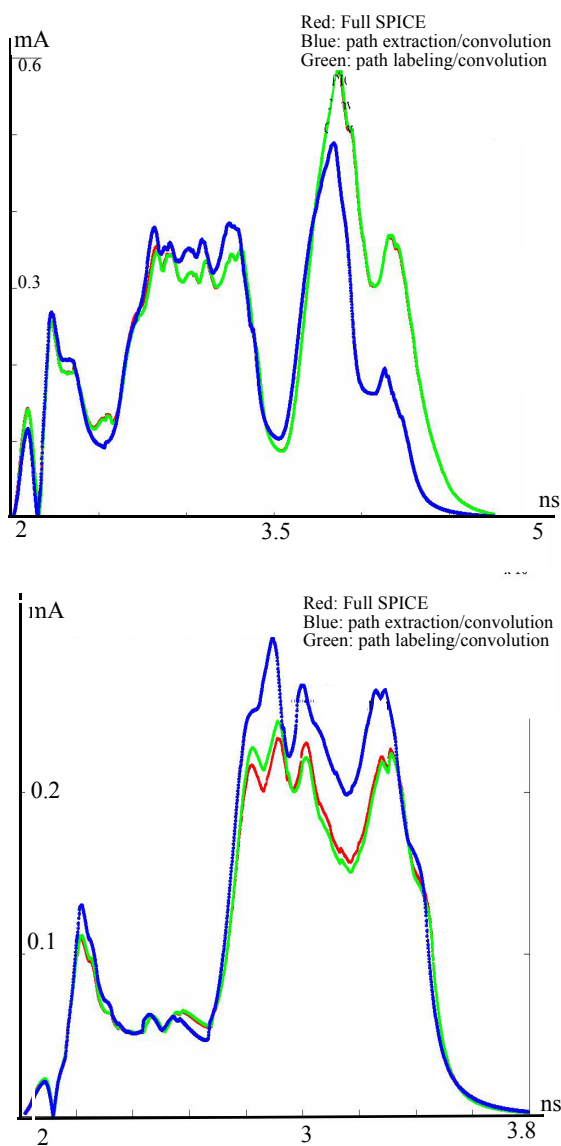 Red: Full SPICE
mA
Blue: path extraction/convolution
0.6
Green: path labeling/convolution
0.3
ns
2
3.5
5
Red: Full SPICE
mA
Blue: path extraction/convolution
Green: path labeling/convolution
0.2
0.1
ns
2
3
3.8